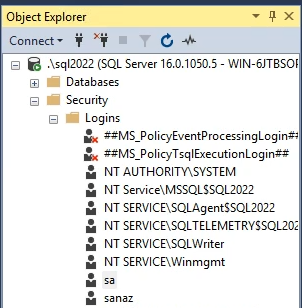 Object Explorer
Connect
.\sql2022 (SQL Server 16.0.1050.5 - WIN-6JTBSOF
Databases
Security
Logins
##MS_PolicyEventProcessingLogin##
##MS_PolicyTsqlExecutionLogin##
NT AUTHORITY\SYSTEM
NT Service\MSSQL$SQL2022
NT SERVICE\SQLAgent$SQL2022
NT SERVICE\SQLTELEMETRY$SQL202
NT SERVICE\SQLWriter
NT SERVICE\Winmgmt
sa
sanaz